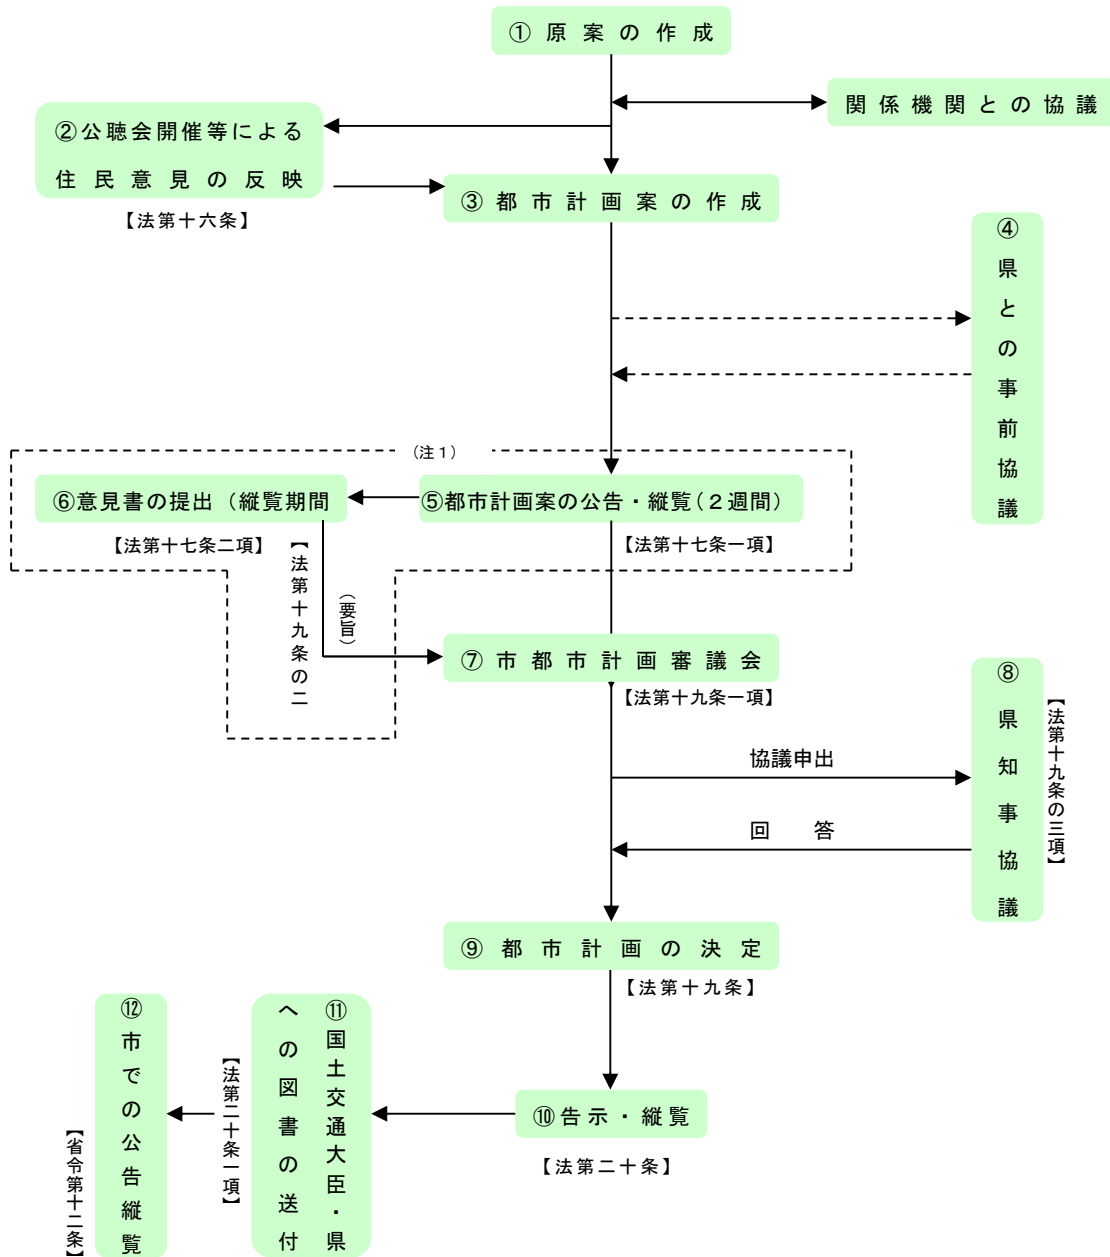 ①原案の作成
関係機関との協議
②公聴会開催等による
住民意見の反映
【法第十六条】
③都市計画案の作成
④県との事前協議
(注1)
⑥意見書の提出(縦覧期間
⑤都市計画案の公告・縦覧(2週間)
【法第十七条二項】
【法第十七条一項】
【法第十九条の二
(要旨)
⑦市都市計画審議会
【法第十九条一項】
⑧県知事協議
【法第十九条の三項】
協議申出
回 答
⑨都市計画の決定
【法第十九条】
⑩告示・縦覧
【法第二十条】
⑪国土交通大臣・県
への図書の送付
【法第二十条一項】
⑫市での公告縦覧
【省令第十二条】